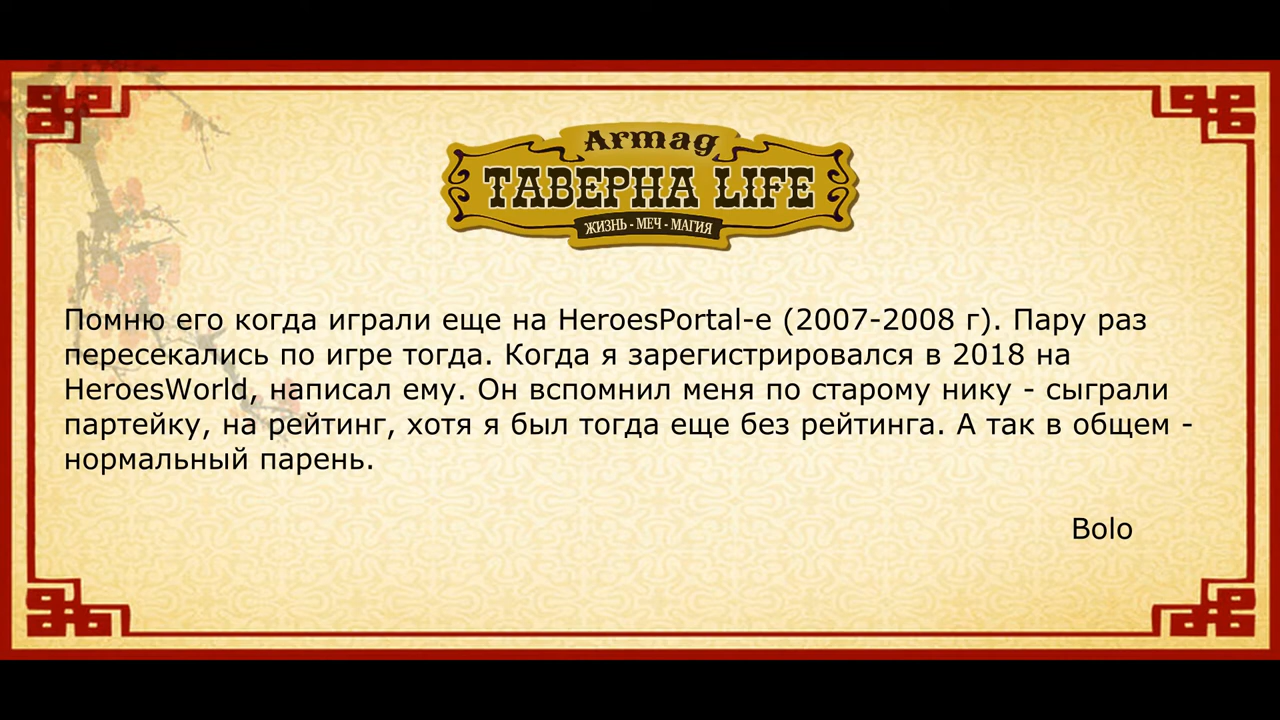 Armag
ТАВЕРНА LIFE
ЖИЗНЬ - МЕЧ - МАГИЯ
Помню его когда играли еще на HeroesPortal-е (2007-2008 г). Пару раз
пересекались по игре тогда. Когда я зарегистрировался в 2018 на
HeroesWorld, написал ему. Он вспомнил меня по старому нику - сыграли
партейку, на рейтинг, хотя я был тогда еще без рейтинга. А так в общем -
нормальный парень.
Bolo